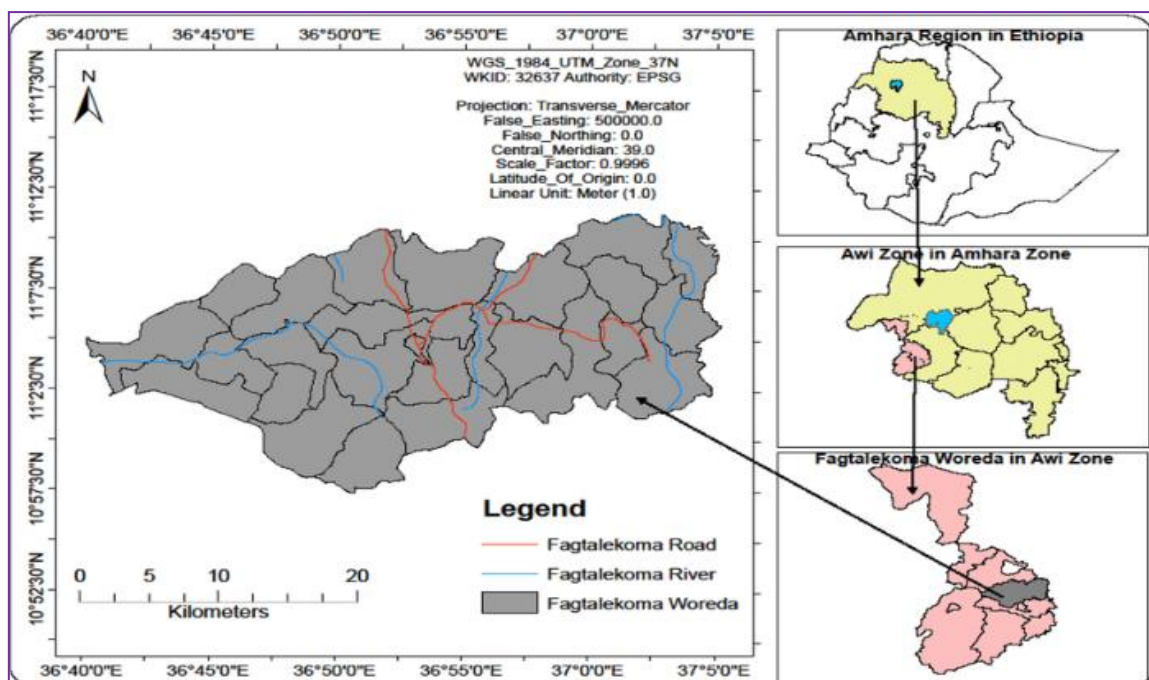 36°40'0"E 36°45'0"E 36°50'0"E 36°55'0"E 37°0'0"E 37°5'0"E
11°17'30"N
11°12'30"N
11°7'30"N
11°2'30"N
10°57'30"N
10°52'30"N
N
WGS_1984_UTM_Zone_37N
WKID: 32637 Authority: EPSG
Projection: Transverse_Mercator
False_Easting: 500000.0
False_Northing: 0.0
Central_Meridian: 39.0
Scale_Factor: 0.9996
Latitude_Of_Origin: 0.0
Linear Unit: Meter (1.0)
Legend
Fagtalekoma Road
Fagtalekoma River
Fagtalekoma Woreda
0 5 10 20
Kilometers
36°40'0"E 36°45'0"E 36°50'0"E 36°55'0"E 37°0'0"E 37°5'0"E
Amhara Region in Ethiopia
Awi Zone in Amhara Zone
Fagtalekoma Woreda in Awi Zone